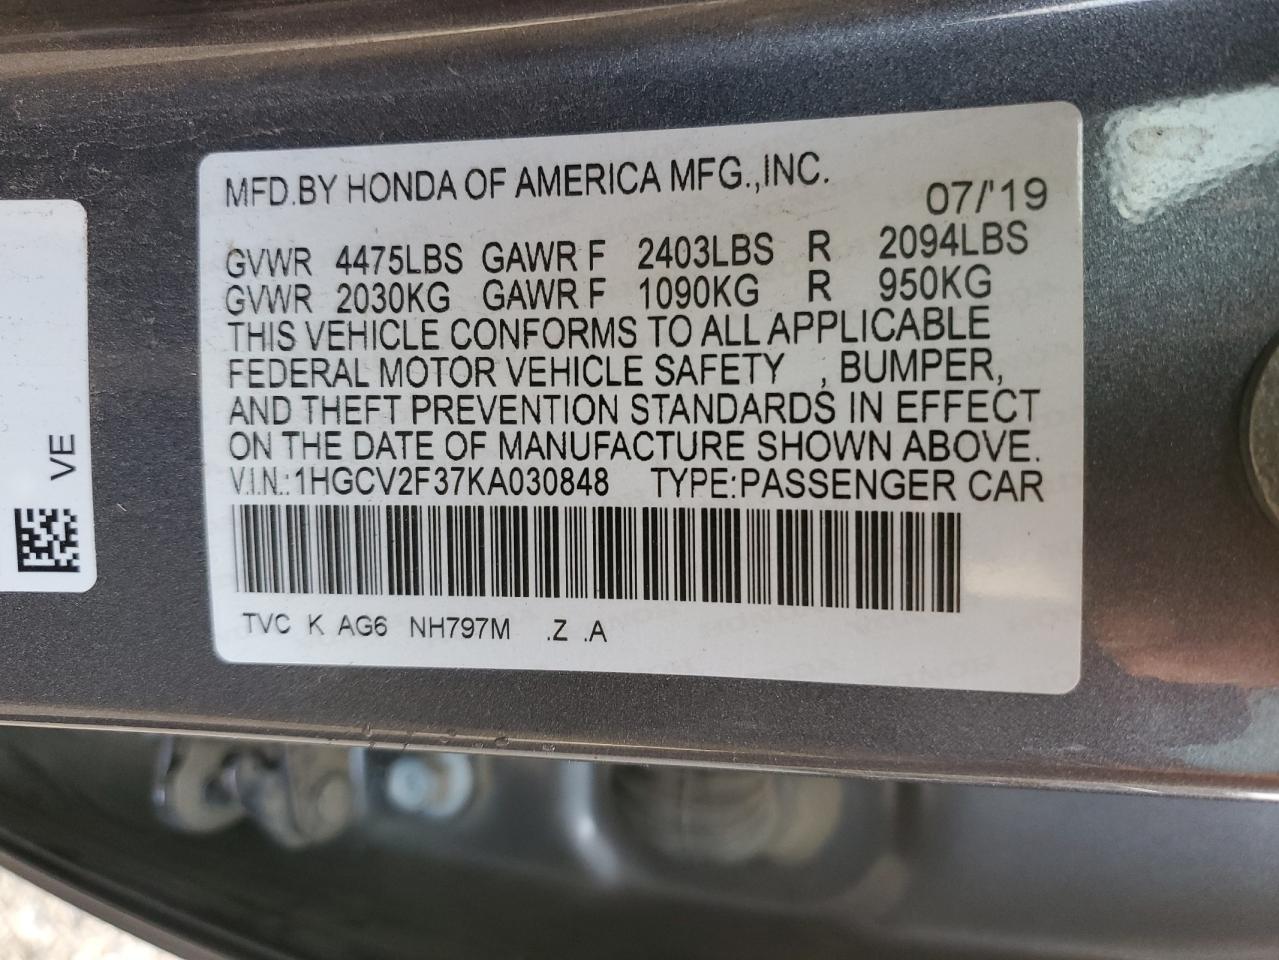 MFD.BY HONDA OF AMERICA MFG.,INC.
07/'19
GVWR 4475LBS GAWR F 2403LBS R 2094LBS
GVWR 2030KG GAWR F 1090KG R 950KG
THIS VEHICLE CONFORMS TO ALL APPLICABLE
FEDERAL MOTOR VEHICLE SAFETY , BUMPER,
AND THEFT PREVENTION STANDARDS IN EFFECT
ON THE DATE OF MANUFACTURE SHOWN ABOVE.
V.I.N.: 1HGCV2F37KA030848 TYPE:PASSENGER CAR
TVC K AG6 NH797M .Z .A
VE